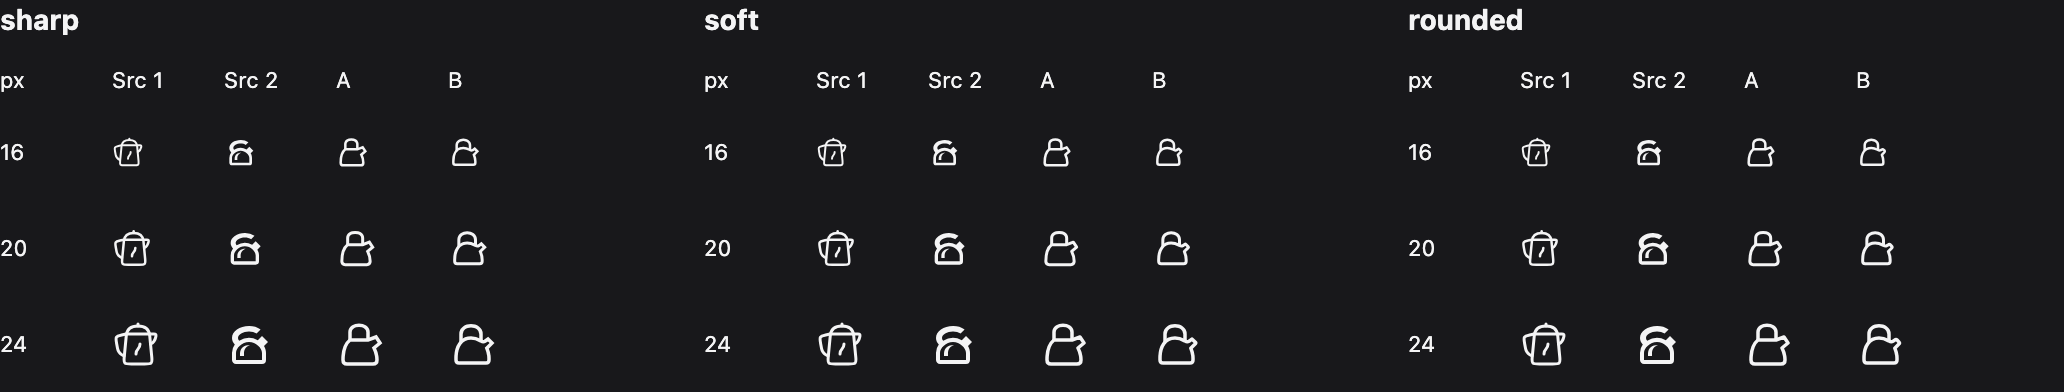 sharp soft rounded
px Src 1 Src 2 A B px Src 1 Src 2 A B px Src 1 Src 2 A B
16 16 16
20 20 20
24 24 24